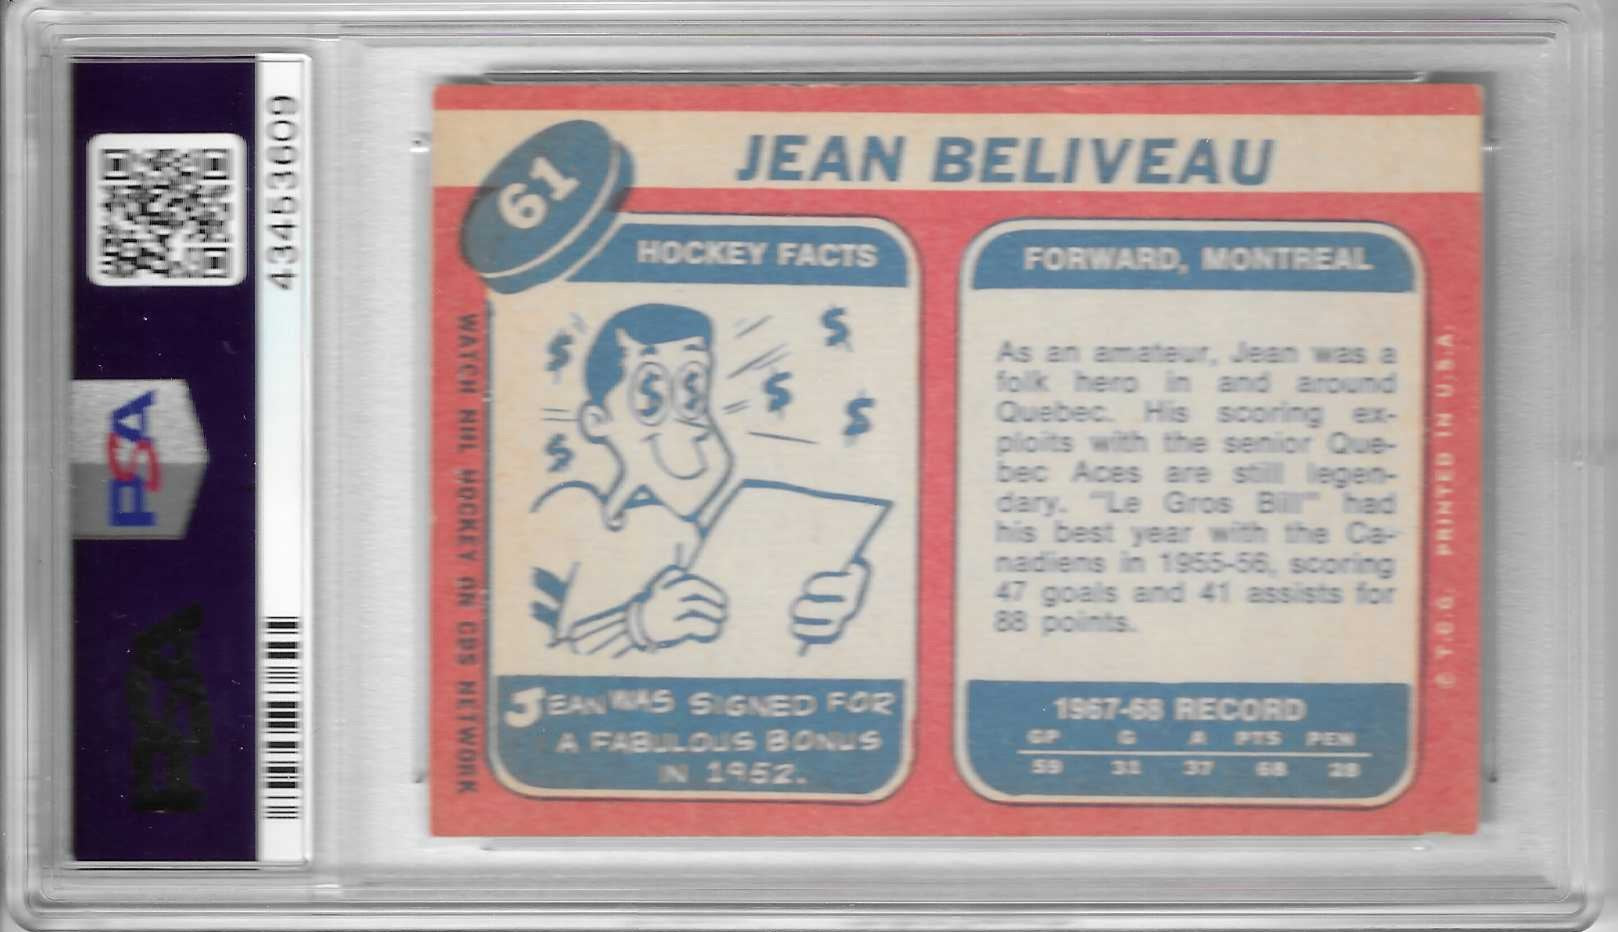 43453609
PSA
PSA
61
JEAN BELIVEAU
HOCKEY FACTS
$ $ $ $ $ $ $
JEAN WAS SIGNED FOR
A FABULOUS BONUS
IN 1952.
WATCH NHL HOCKEY ON CBS NETWORK
FORWARD, MONTREAL
As an amateur, Jean was a
folk hero in and around
Quebec. His scoring ex-
ploits with the senior Que-
bec Aces are still legen-
dary. "Le Gros Bill" had
his best year with the Ca-
nadiens in 1955-56, scoring
47 goals and 41 assists for
88 points.
1967-68 RECORD
GP G A PTS PEN
59 31 37 68 28
© T.C.G. PRINTED IN U.S.A.